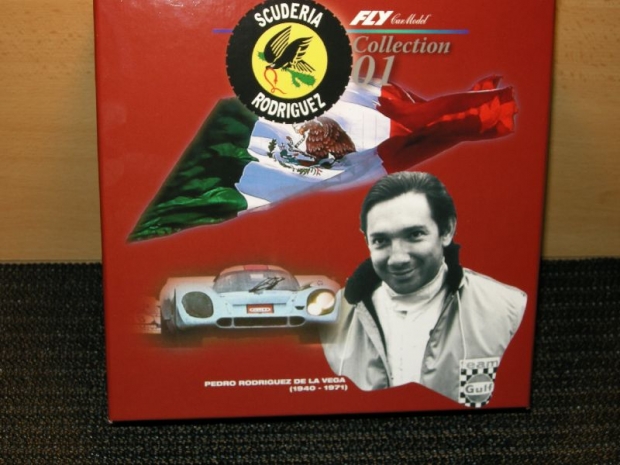 SCUDERIA
RODRIGUEZ
FLY Car Model
Collection
01
PEDRO RODRIGUEZ DE LA VEGA
(1940 - 1971)
team
Gulf